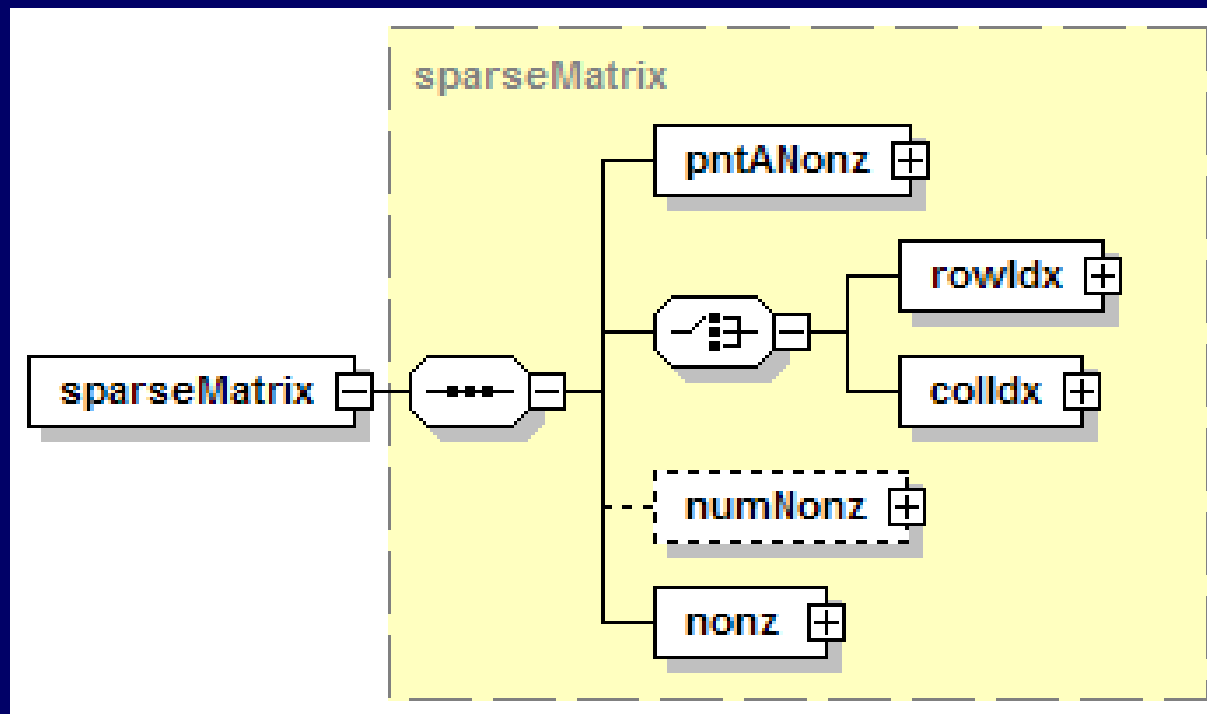 sparseMatrix
pntANonz
rowIdx
sparseMatrix
colIdx
numNonz
nonz